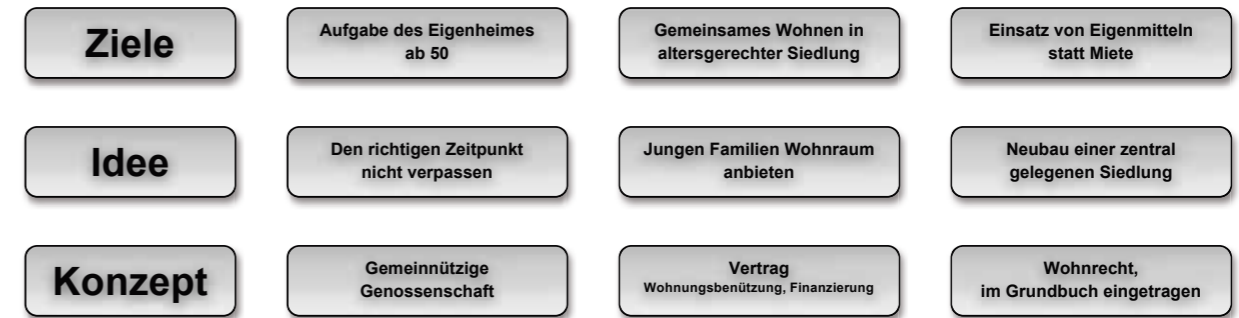 Ziele
Aufgabe des Eigenheimes
ab 50
Gemeinsames Wohnen in
altersgerechter Siedlung
Einsatz von Eigenmitteln
statt Miete
Idee
Den richtigen Zeitpunkt
nicht verpassen
Jungen Familien Wohnraum
anbieten
Neubau einer zentral
gelegenen Siedlung
Konzept
Gemeinnützige
Genossenschaft
Vertrag
Wohnungsbenützung, Finanzierung
Wohnrecht,
im Grundbuch eingetragen